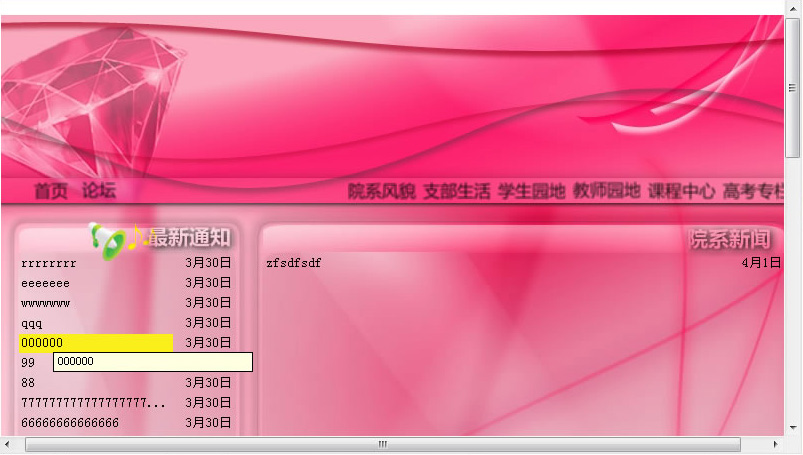 首页 论坛 院系风貌 支部生活 学生园地 教师园地 课程中心 高考专栏
最新通知
rrrrrrrr 3月30日
eeeeeee 3月30日
wwwwwww 3月30日
qqq 3月30日
000000 3月30日
99
000000
88 3月30日
777777777777777777... 3月30日
66666666666666 3月30日
院系新闻
zfsdfsdf 4月1日